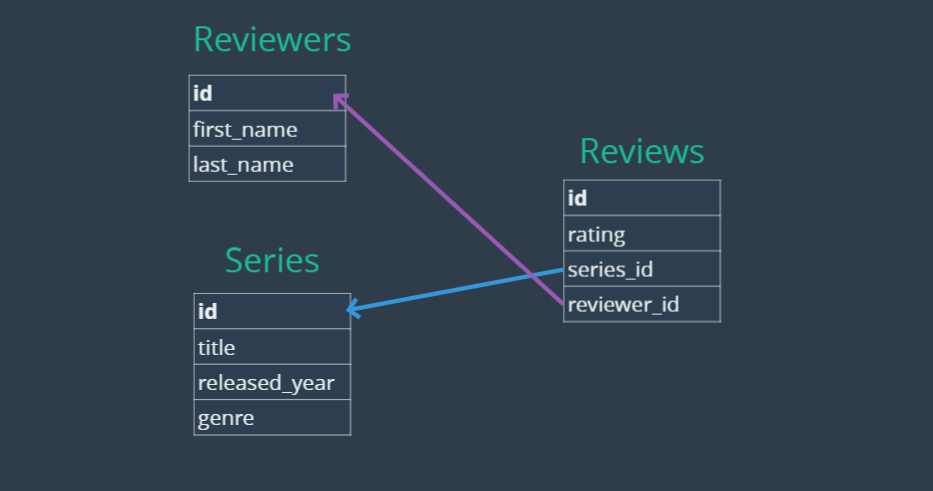 Reviewers
id
first_name
last_name
Series
id
title
released_year
genre
Reviews
id
rating
series_id
reviewer_id